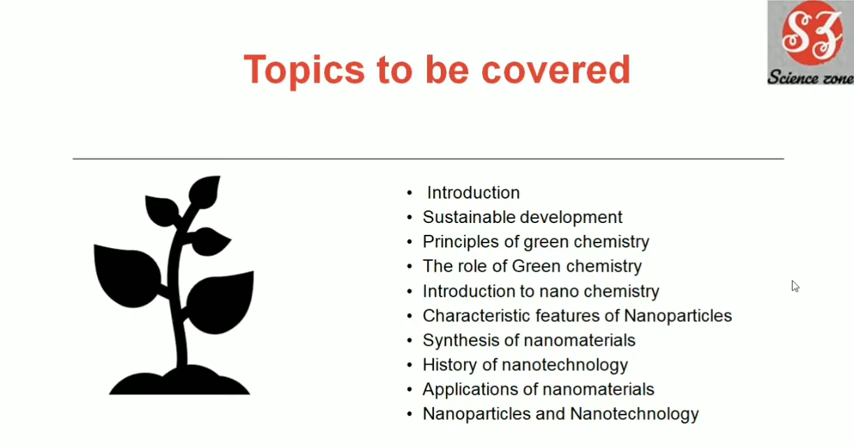 SZ
Science zone
Topics to be covered
• Introduction
• Sustainable development
• Principles of green chemistry
• The role of Green chemistry
• Introduction to nano chemistry
• Characteristic features of Nanoparticles
• Synthesis of nanomaterials
• History of nanotechnology
• Applications of nanomaterials
• Nanoparticles and Nanotechnology